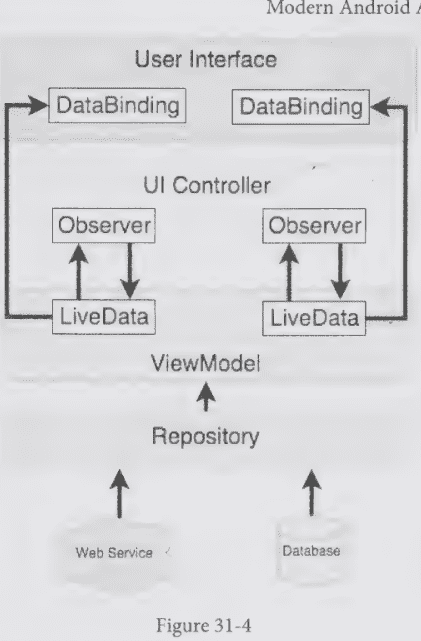 Modern Android A
User Interface
DataBinding DataBinding
UI Controller
Observer Observer
LiveData LiveData
ViewModel
Repository
Web Service Database
Figure 31-4